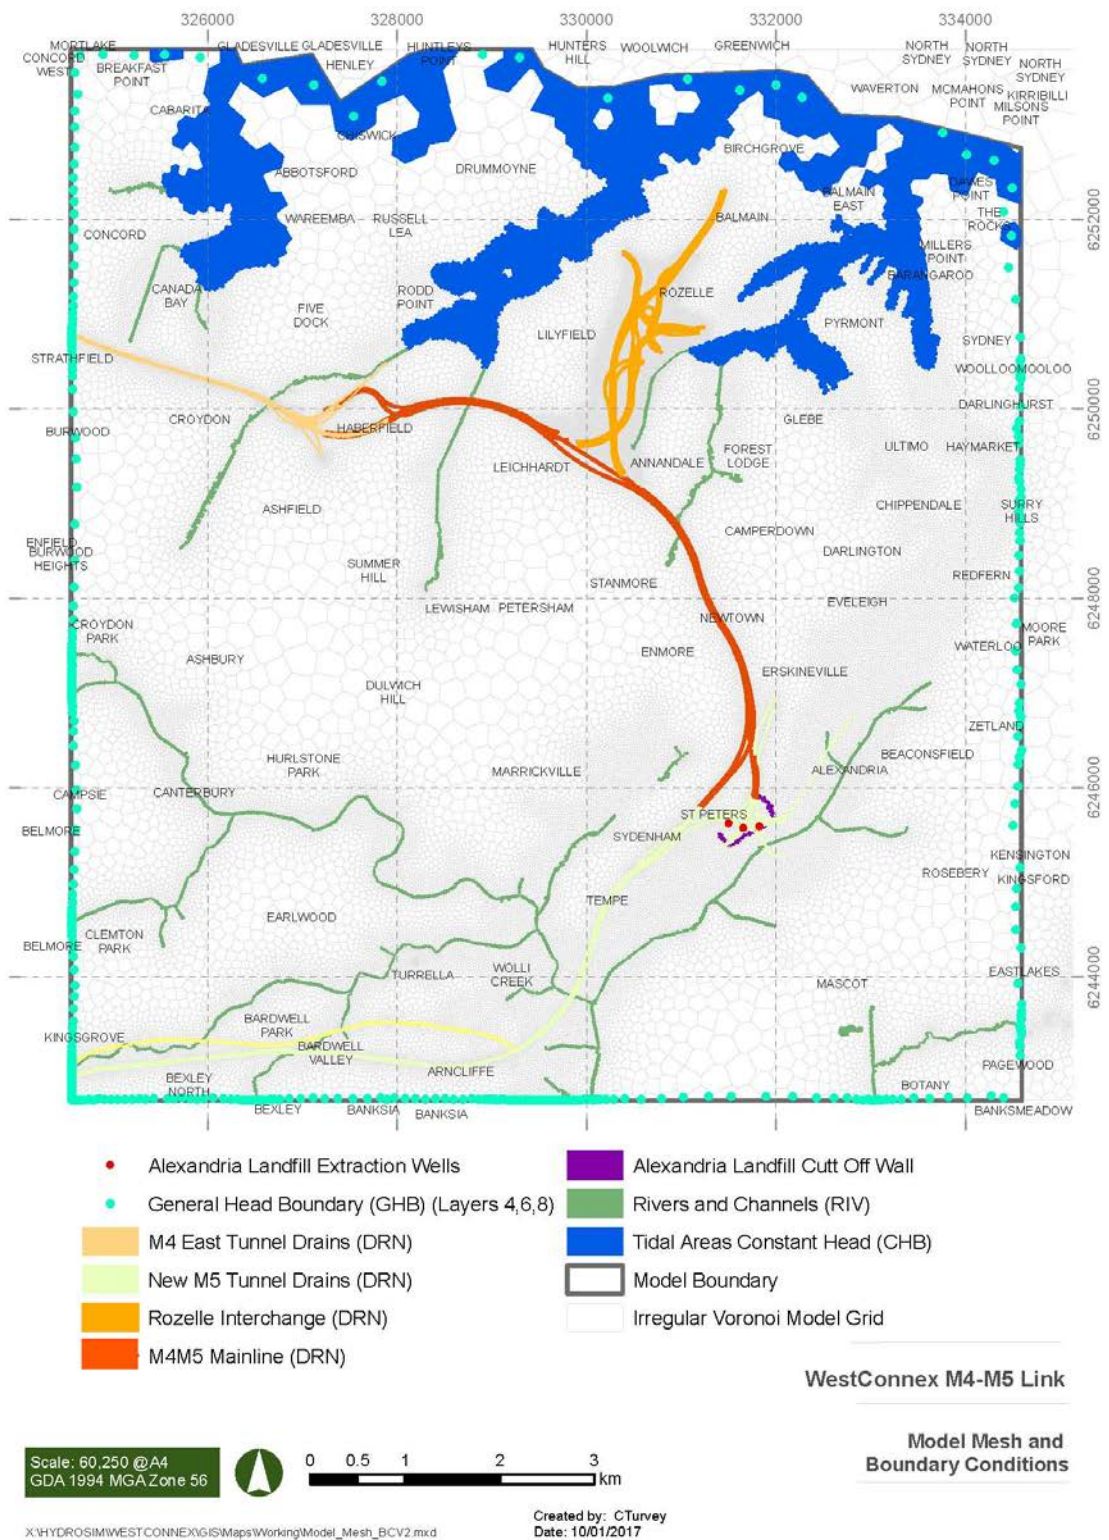 326000 328000 330000 332000 334000
MORTLAKE
GLADESVILLE
GLADESVILLE
HUNTLEYS
POINT
HUNTERS
HILL
WOOLWICH
GREENWICH
NORTH
SYDNEY
NORTH
SYDNEY
CONCORD
WEST
BREAKFAST
POINT
HENLEY
NORTH
SYDNEY
WAVERTON
MCMAHONS
POINT
KIRRIBILLI
MILSONS
POINT
CABARITA
CHISWICK
DRUMMOYNE
BIRCHGROVE
ABBOTSFORD
DAWES
POINT
WAREEMBA
RUSSELL
LEA
BALMAIN
BALMAIN
EAST
THE
ROCKS
6252000
CONCORD
MILLERS
POINT
BARANGAROO
CANADA
BAY
RODD
POINT
ROZELLE
FIVE
DOCK
LILYFIELD
PYRMONT
SYDNEY
STRATHFIELD
WOOLLOOMOOLOO
DARLINGHURST
6250000
CROYDON
HABERFIELD
GLEBE
BURWOOD
LEICHHARDT
ANNANDALE
FOREST
LODGE
ULTIMO
HAYMARKET
ASHFIELD
CHIPPENDALE
SURRY
HILLS
CAMPERDOWN
ENFIELD
BURWOOD
HEIGHTS
SUMMER
HILL
STANMORE
DARLINGTON
REDFERN
6248000
LEWISHAM
PETERSHAM
NEWTOWN
EVELEIGH
CROYDON
PARK
MOORE
PARK
ASHBURY
ENMORE
WATERLOO
DULWICH
HILL
ERSKINEVILLE
ZETLAND
HURLSTONE
PARK
MARRICKVILLE
ALEXANDRIA
BEACONSFIELD
6246000
CAMPSIE
CANTERBURY
ST PETERS
BELMORE
SYDENHAM
KENSINGTON
ROSEBERY
KINGSFORD
EARLWOOD
TEMPE
CLEMTON
PARK
BELMORE
TURRELLA
WOLLI
CREEK
MASCOT
EASTLAKES
6244000
BARDWELL
PARK
KINGSGROVE
BARDWELL
VALLEY
ARNCLIFFE
PAGEWOOD
BEXLEY
NORTH
BOTANY
BEXLEY
BANKSIA
BANKSIA
BANKSMEADOW
326000 328000 330000 332000 334000
Alexandria Landfill Extraction Wells
General Head Boundary (GHB) (Layers 4,6,8)
M4 East Tunnel Drains (DRN)
New M5 Tunnel Drains (DRN)
Rozelle Interchange (DRN)
M4M5 Mainline (DRN)
Alexandria Landfill Cutt Off Wall
Rivers and Channels (RIV)
Tidal Areas Constant Head (CHB)
Model Boundary
Irregular Voronoi Model Grid
WestConnex M4-M5 Link
Model Mesh and
Boundary Conditions
Scale: 60,250 @A4
GDA 1994 MGA Zone 56
0 0.5 1 2 3
km
Created by: CTurvey
Date: 10/01/2017
X:\HYDROSIM\WESTCONNEX\GIS\Maps\Working\Model_Mesh_BCV2.mxd